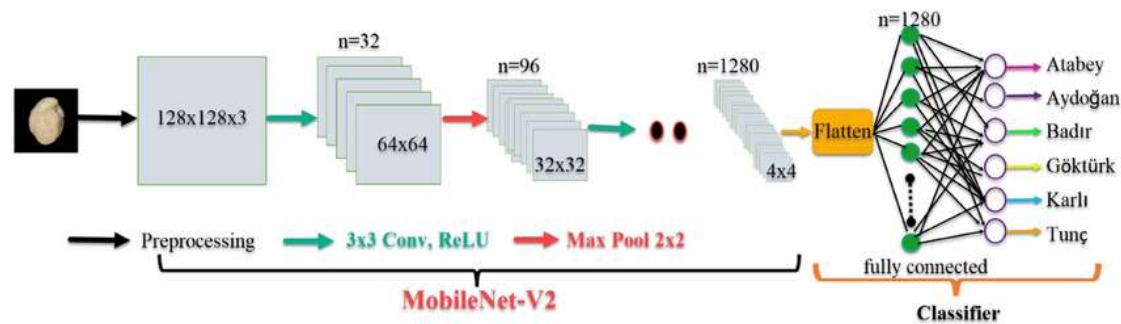 n=32
n=96
n=1280
n=1280
128x128x3
64x64
32x32
4x4
Flatten
Atabey
Aydoğan
Badır
Göktürk
Karlı
Tunç
Preprocessing
3x3 Conv, ReLU
Max Pool 2x2
fully connected
MobileNet-V2
Classifier